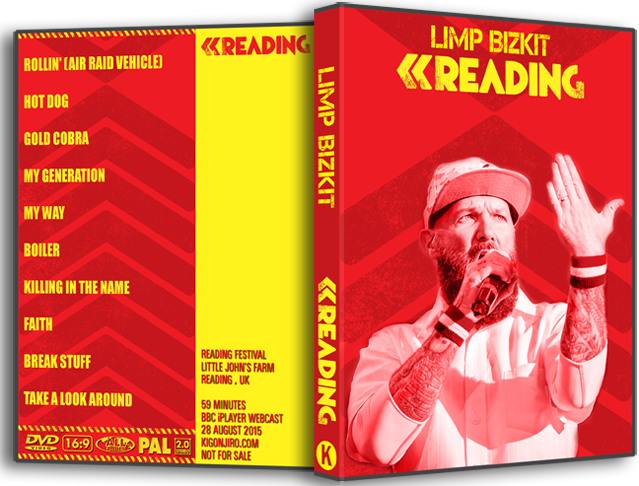 ROLLIN' (AIR RAID VEHICLE)
HOT DOG
GOLD COBRA
MY GENERATION
MY WAY
BOILER
KILLING IN THE NAME
FAITH
BREAK STUFF
TAKE A LOOK AROUND
DVD
VIDEO
16:9
ALL
PAL
2.0
READING
READING FESTIVAL
LITTLE JOHN'S FARM
READING , UK
59 MINUTES
BBC iPLAYER WEBCAST
28 AUGUST 2015
KIGONJIRO.COM
NOT FOR SALE
LIMP BIZKIT
READING
K
LIMP BIZKIT
READING